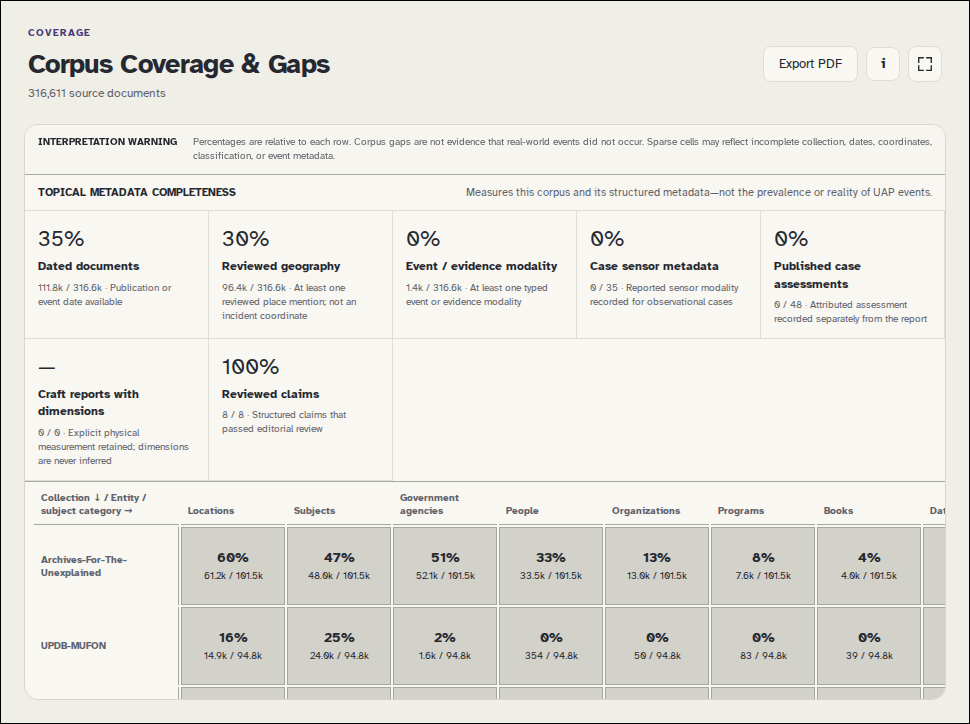 COVERAGE
Corpus Coverage & Gaps
316,611 source documents
Export PDF
i
INTERPRETATION WARNING
Percentages are relative to each row. Corpus gaps are not evidence that real-world events did not occur. Sparse cells may reflect incomplete collection, dates, coordinates,
classification, or event metadata.
TOPICAL METADATA COMPLETENESS
Measures this corpus and its structured metadata—not the prevalence or reality of UAP events.
35%
Dated documents
111.8k / 316.6k · Publication or
event date available
30%
Reviewed geography
96.4k / 316.6k · At least one
reviewed place mention; not an
incident coordinate
0%
Event / evidence modality
1.4k / 316.6k · At least one typed
event or evidence modality
0%
Case sensor metadata
0 / 35 · Reported sensor modality
recorded for observational cases
0%
Published case
assessments
0 / 48 · Attributed assessment
recorded separately from the report
—
Craft reports with
dimensions
0 / 0 · Explicit physical
measurement retained; dimensions
are never inferred
100%
Reviewed claims
8 / 8 · Structured claims that
passed editorial review
Collection ↓ / Entity /
subject category →
Locations
Subjects
Government
agencies
People
Organizations
Programs
Books
Archives-For-The-
Unexplained
60%
61.2k / 101.5k
47%
48.0k / 101.5k
51%
52.1k / 101.5k
33%
33.5k / 101.5k
13%
13.0k / 101.5k
8%
7.6k / 101.5k
4%
4.0k / 101.5k
UPDB-MUFON
16%
14.9k / 94.8k
25%
24.0k / 94.8k
2%
1.6k / 94.8k
0%
354 / 94.8k
0%
50 / 94.8k
0%
83 / 94.8k
0%
39 / 94.8k